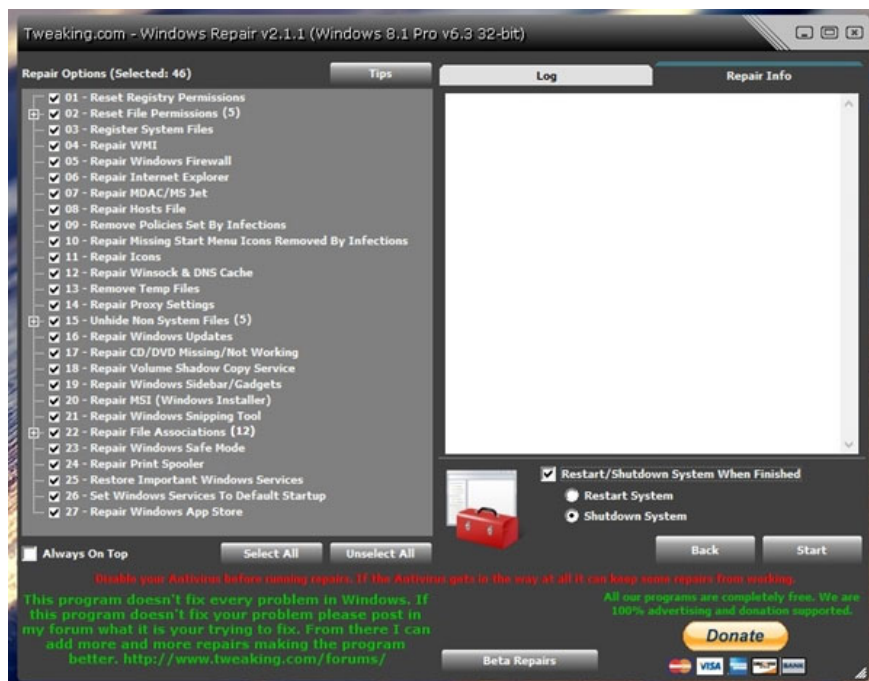 Tweaking.com - Windows Repair v2.1.1 (Windows 8.1 Pro v6.3 32-bit)
Repair Options (Selected: 46)
Tips
01 - Reset Registry Permissions
02 - Reset File Permissions (5)
03 - Register System Files
04 - Repair WMI
05 - Repair Windows Firewall
06 - Repair Internet Explorer
07 - Repair MDAC/MS Jet
08 - Repair Hosts File
09 - Remove Policies Set By Infections
10 - Repair Missing Start Menu Icons Removed By Infections
11 - Repair Icons
12 - Repair Winsock & DNS Cache
13 - Remove Temp Files
14 - Repair Proxy Settings
15 - Unhide Non System Files (5)
16 - Repair Windows Updates
17 - Repair CD/DVD Missing/Not Working
18 - Repair Volume Shadow Copy Service
19 - Repair Windows Sidebar/Gadgets
20 - Repair MSI (Windows Installer)
21 - Repair Windows Snipping Tool
22 - Repair File Associations (12)
23 - Repair Windows Safe Mode
24 - Repair Print Spooler
25 - Restore Important Windows Services
26 - Set Windows Services To Default Startup
27 - Repair Windows App Store
Always On Top
Select All
Unselect All
Log
Repair Info
Restart/Shutdown System When Finished
Restart System
Shutdown System
Back
Start
Disable your Antivirus before running repairs. If the Antivirus gets in the way at all it can keep some repairs from working.
This program doesn't fix every problem in Windows. If
this program doesn't fix your problem please post in
my forum what it is your trying to fix. From there I can
add more and more repairs making the program
better. http://www.tweaking.com/forums/
All our programs are completely free. We are
100% advertising and donation supported.
Donate
VISA
BANK
Beta Repairs